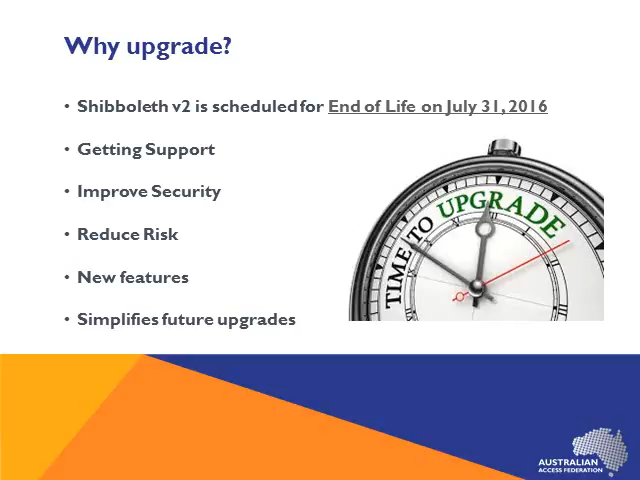 Why upgrade?
• Shibboleth v2 is scheduled for End of Life on July 31, 2016
• Getting Support
• Improve Security
• Reduce Risk
• New features
• Simplifies future upgrades
TIME TO UPGRADE
AUSTRALIAN
ACCESS FEDERATION